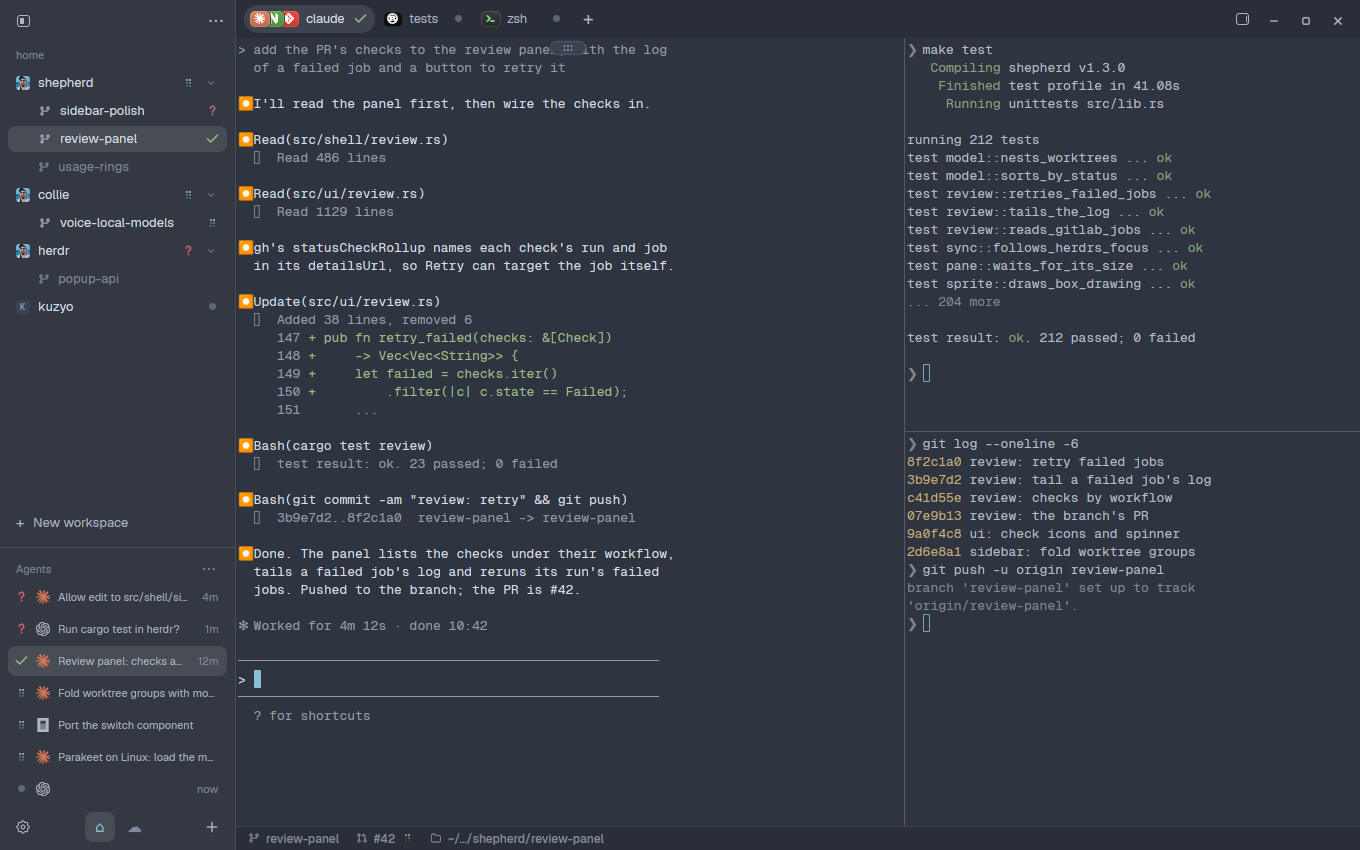 home
shepherd
sidebar-polish ?
review-panel
usage-rings
collie
voice-local-models
herdr ?
popup-api
K kuzyo
+ New workspace
Agents ...
? Allow edit to src/shell/si... 4m
? Run cargo test in herdr? 1m
Review panel: checks a... 12m
Fold worktree groups with mo...
Port the switch component
Parakeet on Linux: load the m...
now
claude
tests
zsh
> add the PR's checks to the review pane
th the log
of a failed job and a button to retry it
I'll read the panel first, then wire the checks in.
Read(src/shell/review.rs)
Read 486 lines
Read(src/ui/review.rs)
Read 1129 lines
gh's statusCheckRollup names each check's run and job
in its detailsUrl, so Retry can target the job itself.
Update(src/ui/review.rs)
Added 38 lines, removed 6
147 + pub fn retry_failed(checks: &[Check])
148 +     -> Vec<Vec<String>> {
149 +     let failed = checks.iter()
150 +         .filter(|c| c.state == Failed);
151       ...
Bash(cargo test review)
test result: ok. 23 passed; 0 failed
Bash(git commit -am "review: retry" && git push)
3b9e7d2..8f2c1a0  review-panel -> review-panel
Done. The panel lists the checks under their workflow,
tails a failed job's log and reruns its run's failed
jobs. Pushed to the branch; the PR is #42.
✻ Worked for 4m 12s · done 10:42
>
? for shortcuts
❯ make test
Compiling shepherd v1.3.0
Finished test profile in 41.08s
Running unittests src/lib.rs
running 212 tests
test model::nests_worktrees ... ok
test model::sorts_by_status ... ok
test review::retries_failed_jobs ... ok
test review::tails_the_log ... ok
test review::reads_gitlab_jobs ... ok
test sync::follows_herdrs_focus ... ok
test pane::waits_for_its_size ... ok
test sprite::draws_box_drawing ... ok
... 204 more
test result: ok. 212 passed; 0 failed
❯
❯ git log --oneline -6
8f2c1a0 review: retry failed jobs
3b9e7d2 review: tail a failed job's log
c41d55e review: checks by workflow
07e9b13 review: the branch's PR
9a0f4c8 ui: check icons and spinner
2d6e8a1 sidebar: fold worktree groups
❯ git push -u origin review-panel
branch 'review-panel' set up to track
'origin/review-panel'.
❯
review-panel #42 ~/…/shepherd/review-panel